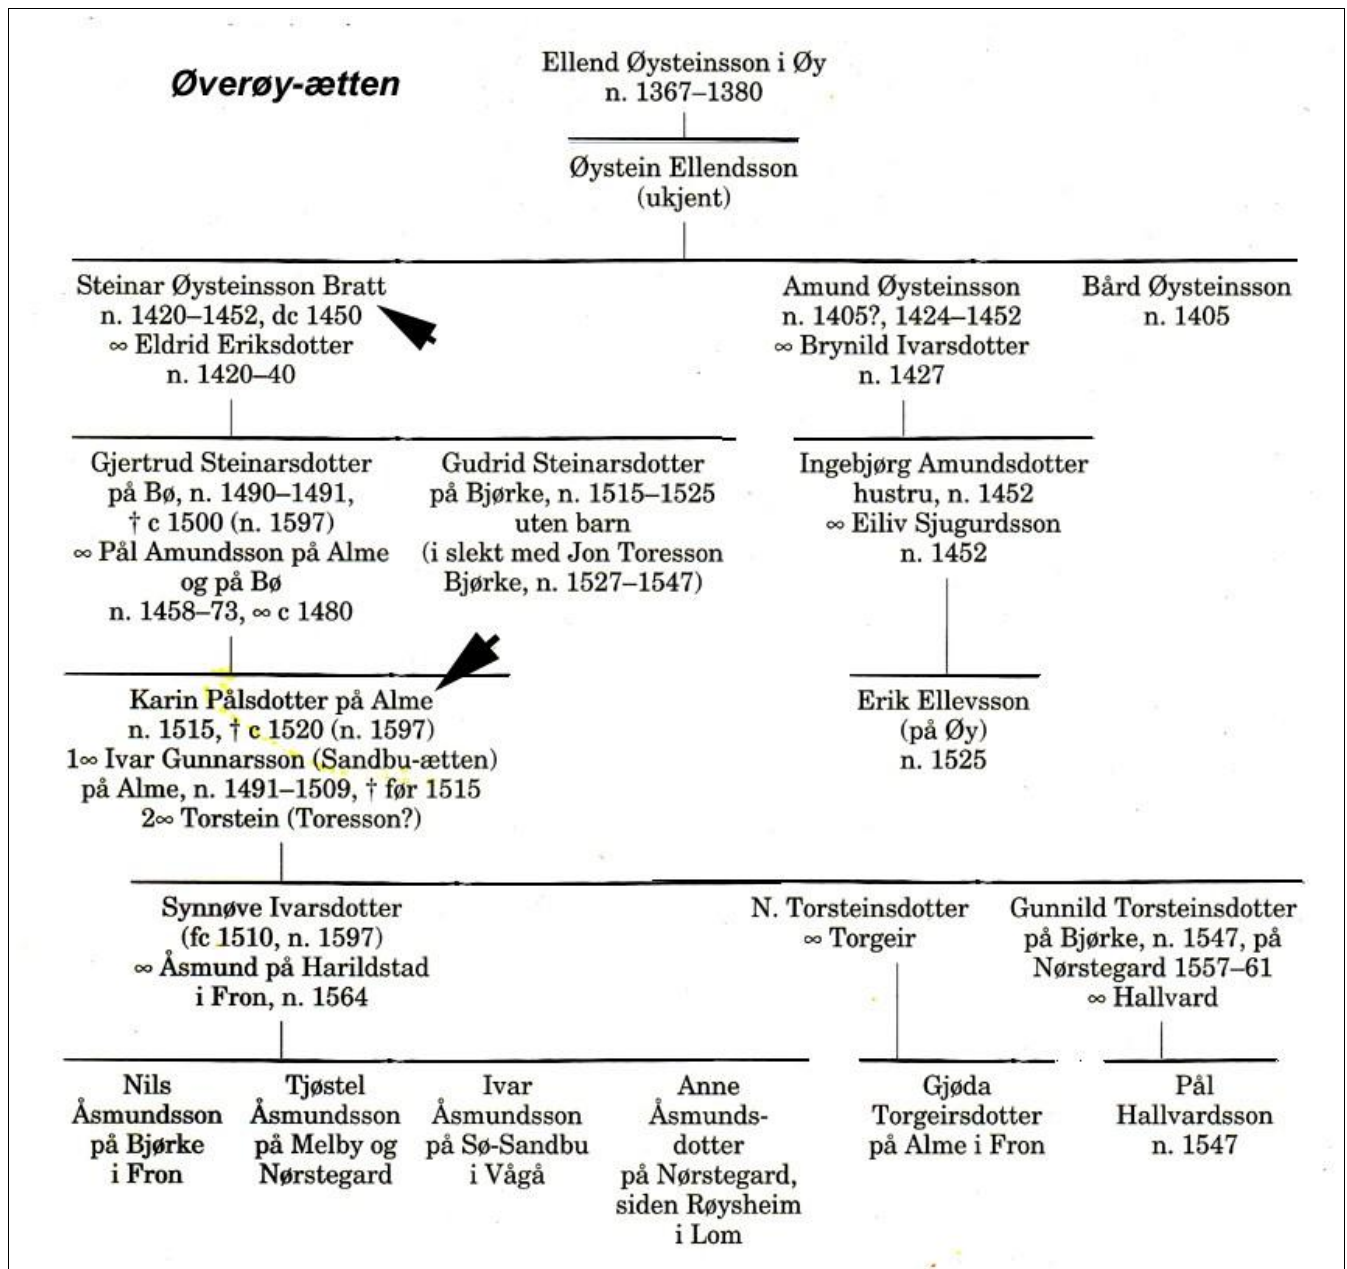 Øverøy-ætten
Ellend Øysteinsson i Øy
n. 1367–1380
Øystein Ellendsson
(ukjent)
Steinar Øysteinsson Bratt
n. 1420–1452, dc 1450
∞ Eldrid Eriksdotter
n. 1420–40
Amund Øysteinsson
n. 1405?, 1424–1452
∞ Brynild Ivarsdotter
n. 1427
Bård Øysteinsson
n. 1405
Gjertrud Steinarsdotter
på Bø, n. 1490–1491,
† c 1500 (n. 1597)
∞ Pål Amundsson på Alme
og på Bø
n. 1458–73, ∞ c 1480
Gudrid Steinarsdotter
på Bjørke, n. 1515–1525
uten barn
(i slekt med Jon Toresson
Bjørke, n. 1527–1547)
Ingebjørg Amundsdotter
hustru, n. 1452
∞ Eiliv Sjugurdsson
n. 1452
Karin Pålsdotter på Alme
n. 1515, † c 1520 (n. 1597)
1∞ Ivar Gunnarsson (Sandbu-ætten)
på Alme, n. 1491–1509, † før 1515
2∞ Torstein (Toresson?)
Erik Ellevsson
(på Øy)
n. 1525
Synnøve Ivarsdotter
(fc 1510, n. 1597)
∞ Åsmund på Harildstad
i Fron, n. 1564
N. Torsteinsdotter
∞ Torgeir
Gunnild Torsteinsdotter
på Bjørke, n. 1547, på
Nørstegard 1557–61
∞ Hallvard
Nils
Åsmundsson
på Bjørke
i Fron
Tjøstel
Åsmundsson
på Melby og
Nørstegard
Ivar
Åsmundsson
på Sø-Sandbu
i Vågå
Anne
Åsmunds-
dotter
på Nørstegard,
siden Røysheim
i Lom
Gjøda
Torgeirsdotter
på Alme i Fron
Pål
Hallvardsson
n. 1547